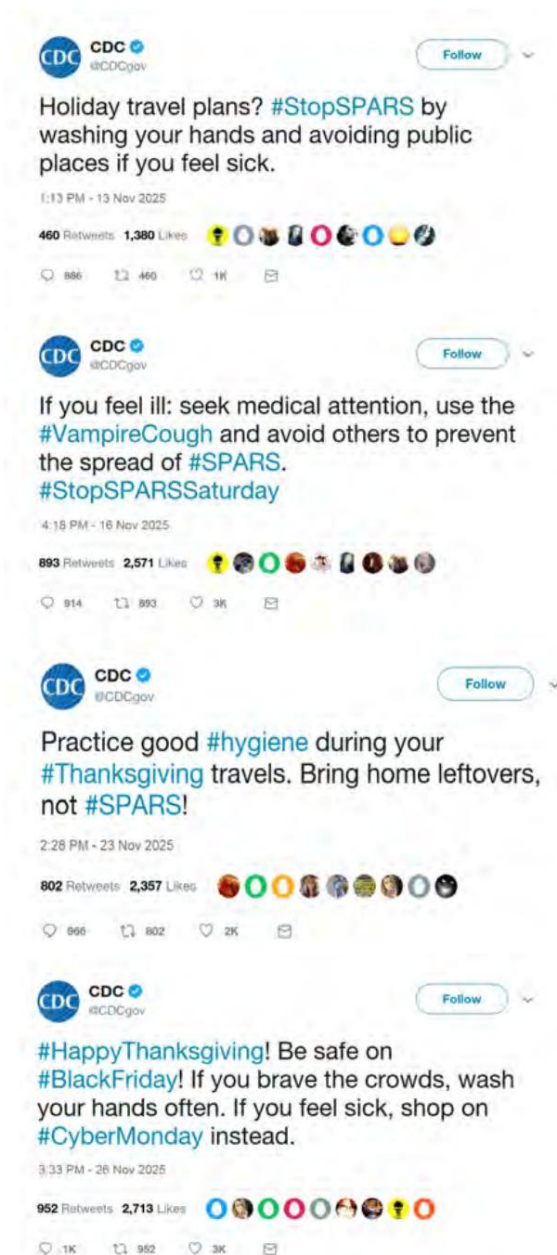 CDC
CDC
Follow
@CDCgov
Holiday travel plans? #StopSPARS by
washing your hands and avoiding public
places if you feel sick.
1:13 PM - 13 Nov 2025
460 Retweets 1,380 Likes
886 460 1K
CDC
CDC
Follow
@CDCgov
If you feel ill: seek medical attention, use the
#VampireCough and avoid others to prevent
the spread of #SPARS.
#StopSPARSSaturday
4:18 PM - 16 Nov 2025
893 Retweets 2,571 Likes
914 893 3K
CDC
CDC
Follow
@CDCgov
Practice good #hygiene during your
#Thanksgiving travels. Bring home leftovers,
not #SPARS!
2:28 PM - 23 Nov 2025
802 Retweets 2,357 Likes
966 802 2K
CDC
CDC
Follow
@CDCgov
#HappyThanksgiving! Be safe on
#BlackFriday! If you brave the crowds, wash
your hands often. If you feel sick, shop on
#CyberMonday instead.
3:33 PM - 26 Nov 2025
952 Retweets 2,713 Likes
1K 952 3K